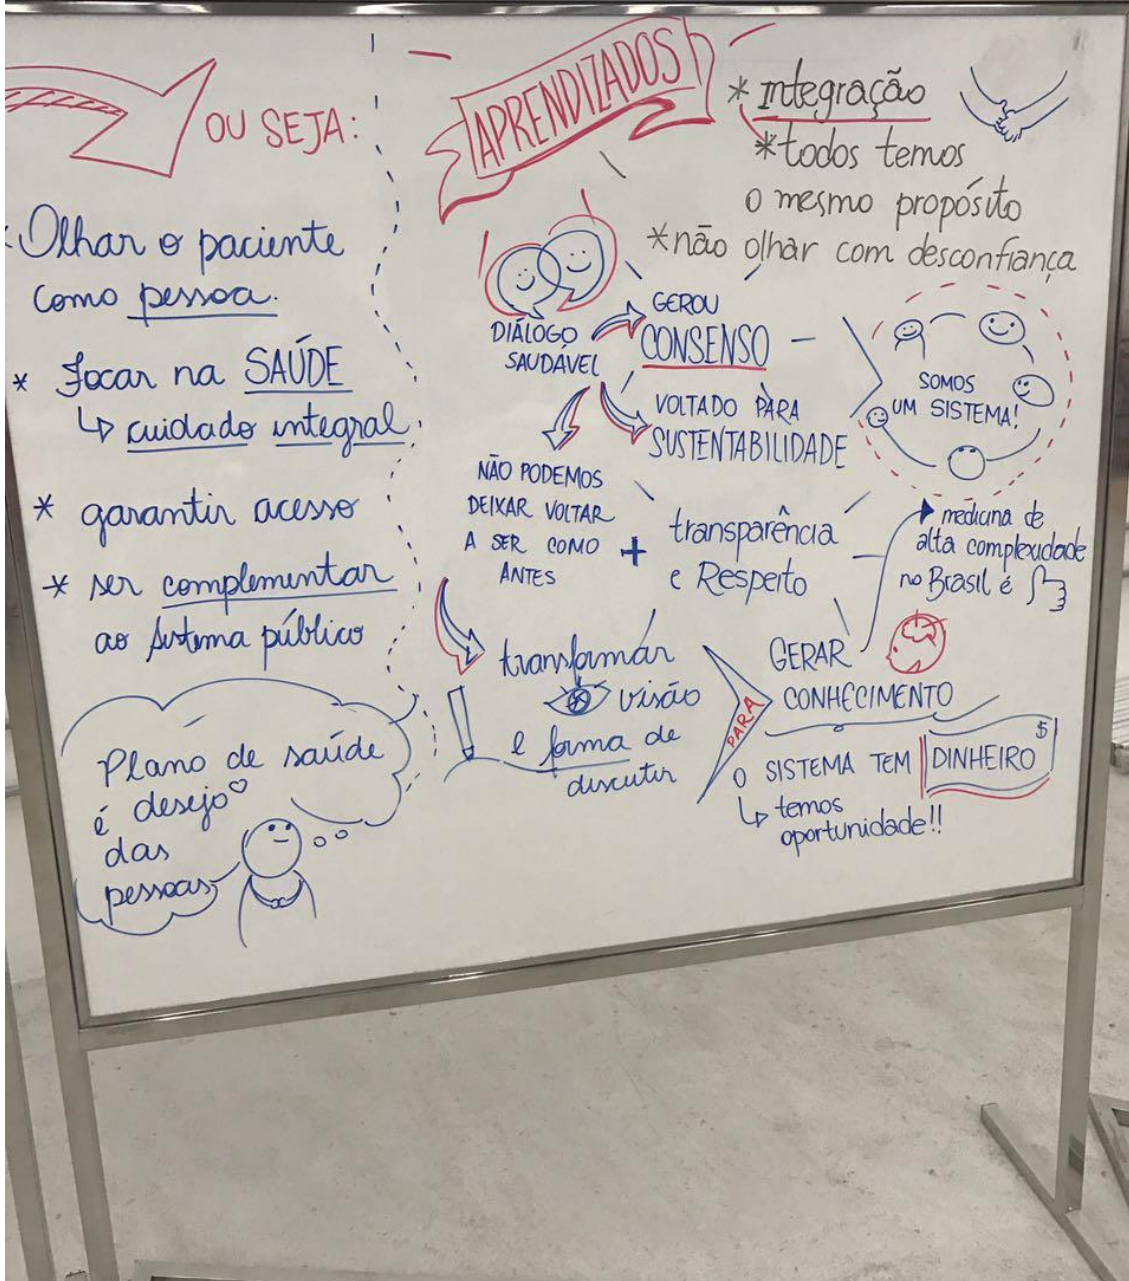 OU SEJA:
* Olhar o paciente
como pessoa.
* Focar na SAÚDE
↳ cuidado integral
* garantir acesso
* ser complementar
ao sistema público
Plano de saúde
é desejo
das
pessoas
APRENDIZADOS
* Integração
* todos temos
o mesmo propósito
* não olhar com desconfiança
DIÁLOGO
SAUDÁVEL
GEROU
CONSENSO
VOLTADO PARA
SUSTENTABILIDADE
SOMOS
UM SISTEMA!
NÃO PODEMOS
DEIXAR VOLTAR
A SER COMO
ANTES
+
transparência
e Respeito
medicina de
alta complexidade
no Brasil é
transformar
visão
e forma de
discutir
PARA
GERAR
CONHECIMENTO
O SISTEMA TEM DINHEIRO $
↳ temos
oportunidade!!